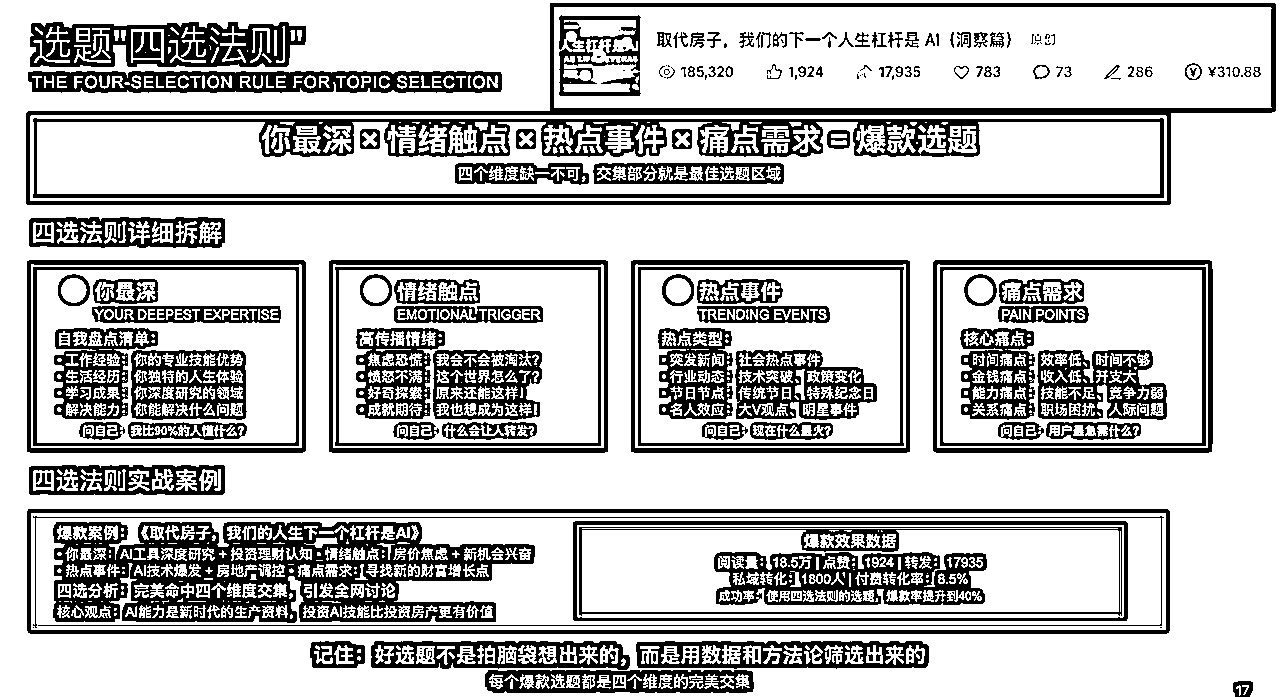 选题"四选法则"
THE FOUR-SELECTION RULE FOR TOPIC SELECTION
取代房子，我们的下一个人生杠杆是 AI（洞察篇） 原创
185,320 1,924 17,935 783 73 286 ¥310.88
你最深 × 情绪触点 × 热点事件 × 痛点需求 = 爆款选题
四个维度缺一不可，交集部分就是最佳选题区域
四选法则详细拆解
你最深
YOUR DEEPEST EXPERTISE
自我盘点清单：
• 工作经验：你的专业技能优势
• 生活经历：你独特的人生体验
• 学习成果：你深度研究的领域
• 解决能力：你能解决什么问题
问自己：我比90%的人懂什么？
情绪触点
EMOTIONAL TRIGGER
高传播情绪：
• 焦虑恐慌：我会不会被淘汰？
• 愤怒不满：这个世界怎么了？
• 好奇探索：原来还能这样！
• 成就期待：我也想成为这样！
问自己：什么会让人转发？
热点事件
TRENDING EVENTS
热点类型：
• 突发新闻：社会热点事件
• 行业动态：技术突破、政策变化
• 节日节点：传统节日、特殊纪念日
• 名人效应：大V观点、明星事件
问自己：现在什么最火？
痛点需求
PAIN POINTS
核心痛点：
• 时间痛点：效率低、时间不够
• 金钱痛点：收入低、开支大
• 能力痛点：技能不足、竞争力弱
• 关系痛点：职场困扰、人际问题
问自己：用户最急需什么？
四选法则实战案例
爆款案例：《取代房子，我们的人生下一个杠杆是AI》
• 你最深：AI工具深度研究 + 投资理财认知 • 情绪触点：房价焦虑 + 新机会兴奋
• 热点事件：AI技术爆发 + 房地产调控 • 痛点需求：寻找新的财富增长点
四选分析：完美命中四个维度交集，引发全网讨论
核心观点：AI能力是新时代的生产资料，投资AI技能比投资房产更有价值
爆款效果数据
阅读量：18.5万 | 点赞：1924 | 转发：17935
私域转化：1800人 | 付费转化率：8.5%
成功率：使用四选法则的选题，爆款率提升到40%
记住：好选题不是拍脑袋想出来的，而是用数据和方法论筛选出来的
每个爆款选题都是四个维度的完美交集
17